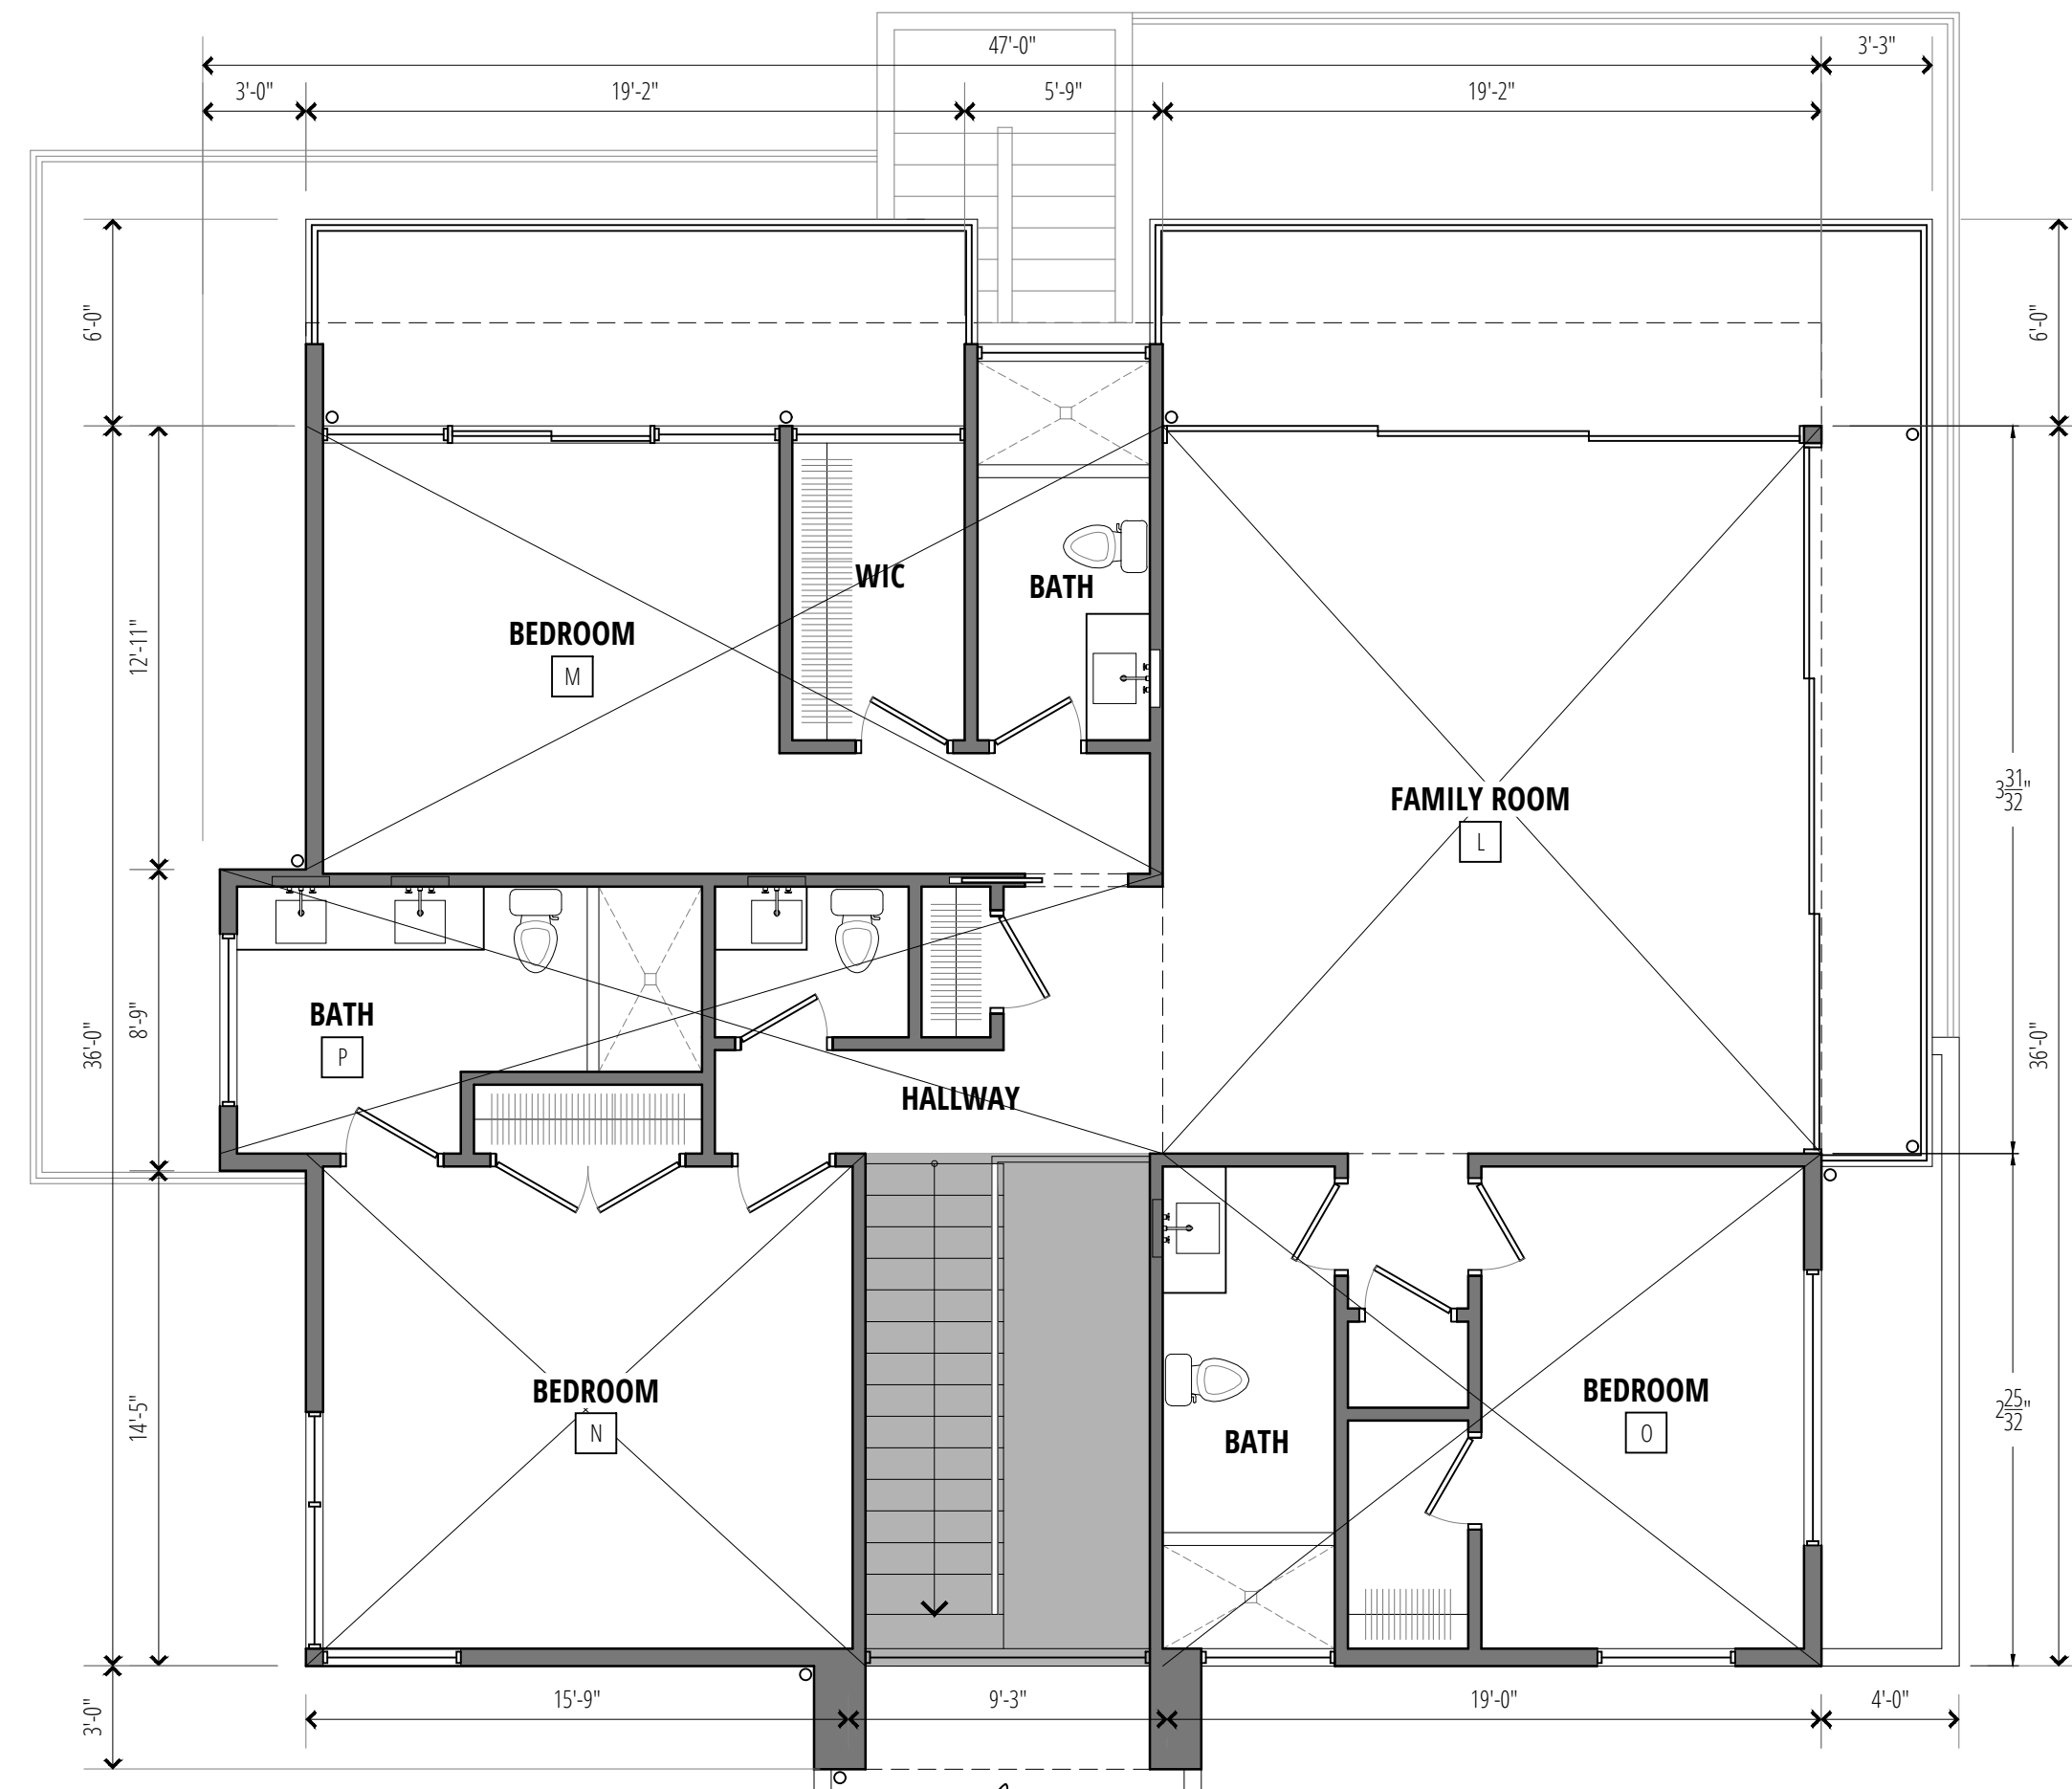 47'-0"
3'-3"
3'-0"
19'-2"
5'-9"
19'-2"
6'-0"
6'-0"
WIC
BATH
BEDROOM
M
12'-11"
FAMILY ROOM
L
3 31/32"
BATH
P
8'-9"
36'-0"
36'-0"
HALLWAY
BEDROOM
N
14'-5"
BEDROOM
O
BATH
2 25/32"
15'-9"
9'-3"
19'-0"
4'-0"
3'-0"